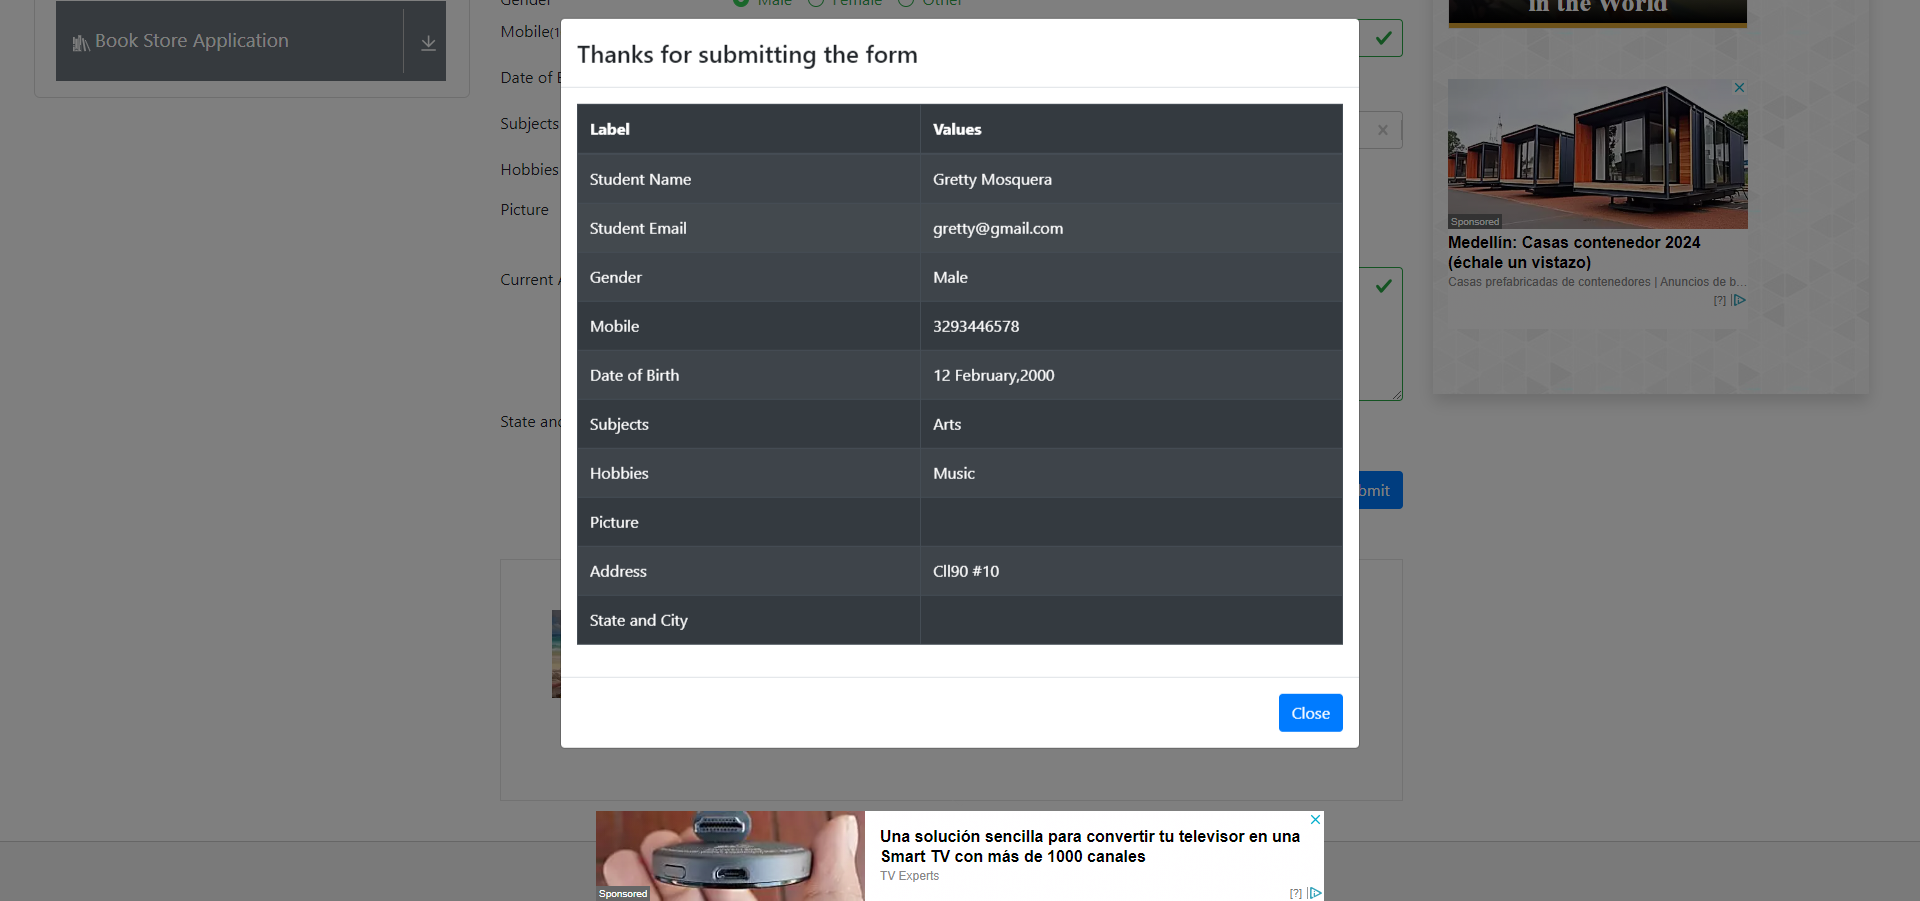 Book Store Application
Gender
Male
Female
Other
Mobile(1
Date of B
Subjects
Hobbies
Picture
Current A
State and
bmit
Thanks for submitting the form
Label Values
Student Name Gretty Mosquera
Student Email gretty@gmail.com
Gender Male
Mobile 3293446578
Date of Birth 12 February,2000
Subjects Arts
Hobbies Music
Picture
Address Cll90 #10
State and City
Close
in the World
Sponsored
Medellín: Casas contenedor 2024
(échale un vistazo)
Casas prefabricadas de contenedores | Anuncios de b...
[?]
Sponsored
Una solución sencilla para convertir tu televisor en una
Smart TV con más de 1000 canales
TV Experts
[?]